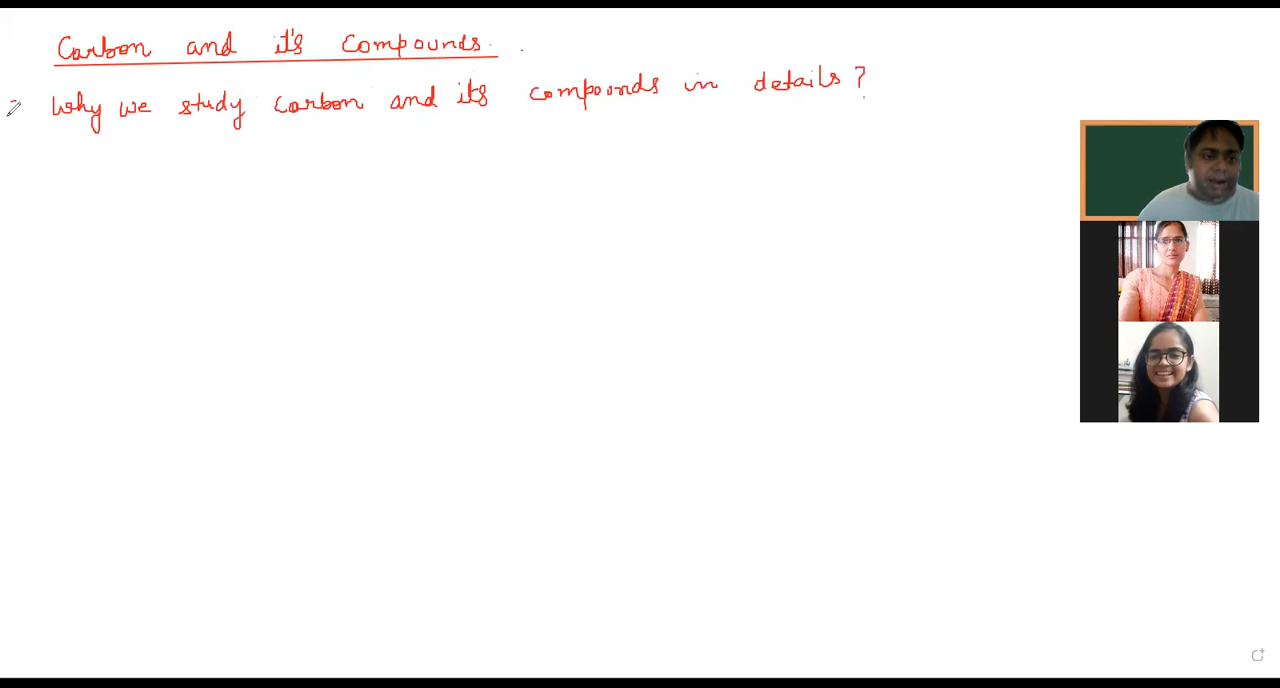 Carbon and it's Compounds.
Why we study Carbon and its compounds in details?